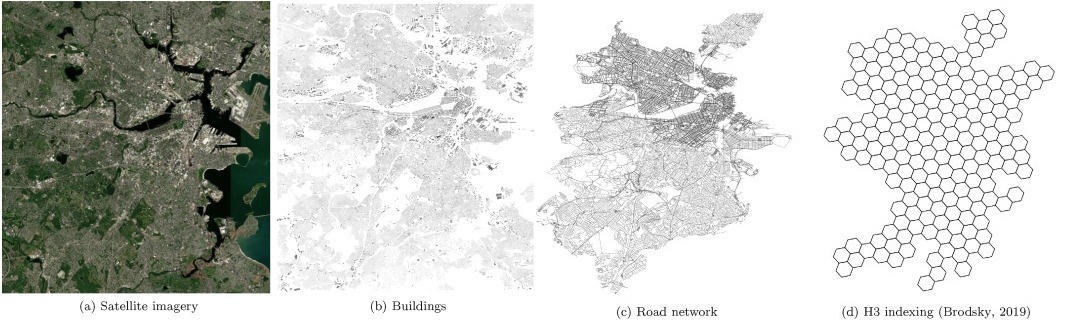 (a) Satellite imagery
(b) Buildings
(c) Road network
(d) H3 indexing (Brodsky, 2019)